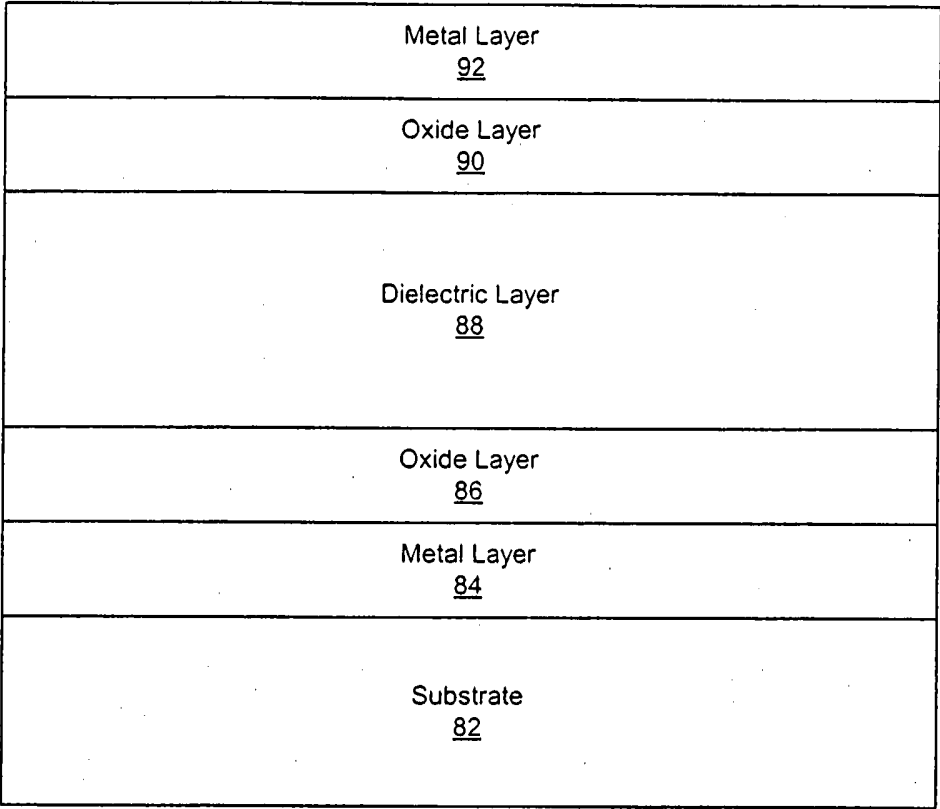 Metal Layer
92
Oxide Layer
90
Dielectric Layer
88
Oxide Layer
86
Metal Layer
84
Substrate
82